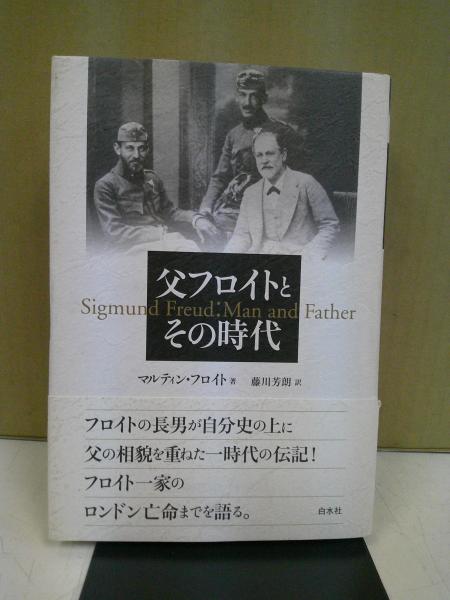 父フロイトと
Sigmund Freud:Man and Father
その時代
マルティン・フロイト 著 藤川芳朗 訳
フロイトの長男が自分史の上に
父の相貌を重ねた一時代の伝記!
フロイト一家の
ロンドン亡命までを語る。 白水社